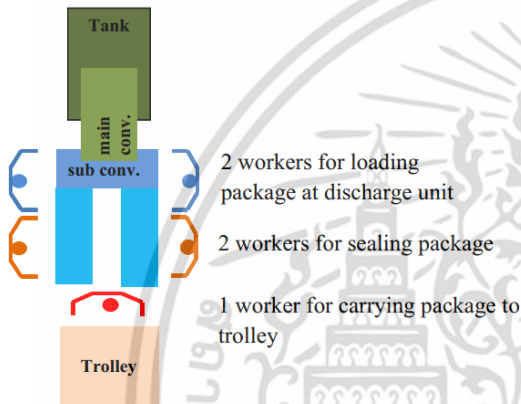 Tank
main
conv.
sub conv.
2 workers for loading
package at discharge unit
2 workers for sealing package
1 worker for carrying package to
trolley
Trolley